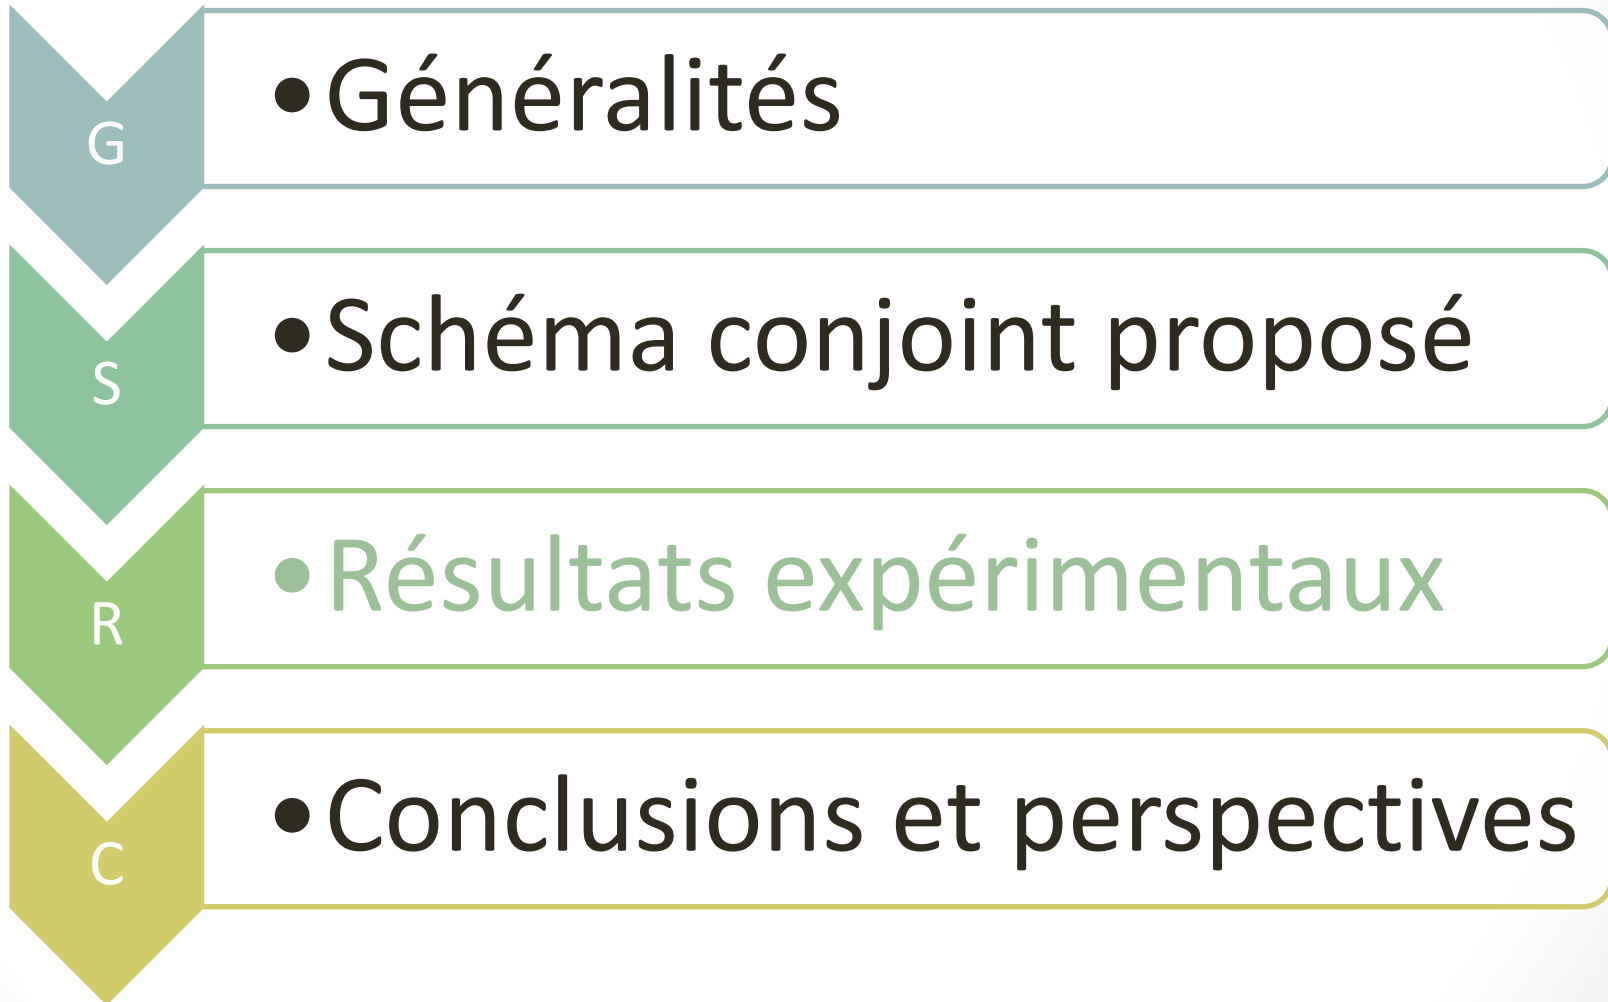 G
•Généralités
S
•Schéma conjoint proposé
R
•Résultats expérimentaux
C
•Conclusions et perspectives